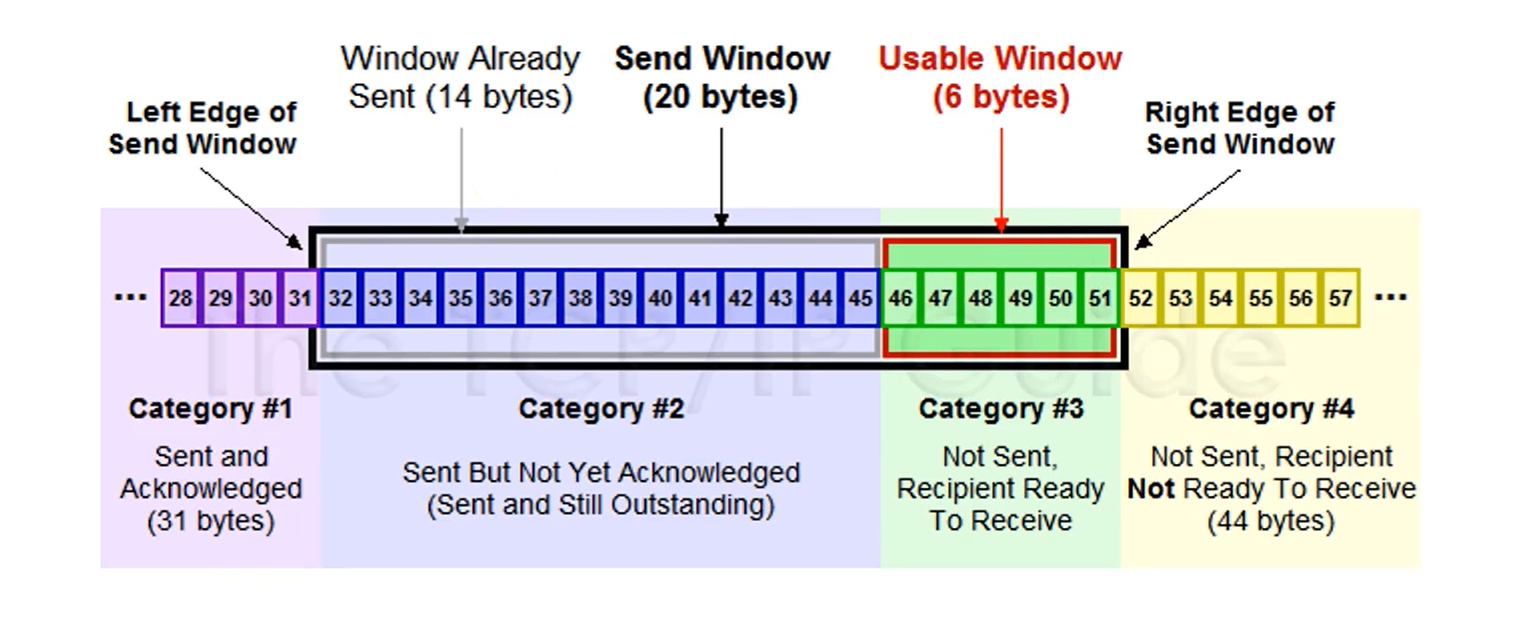 Window Already
Sent (14 bytes)
Send Window
(20 bytes)
Usable Window
(6 bytes)
Left Edge of
Send Window
Right Edge of
Send Window
... 28 29 30 31 32 33 34 35 36 37 38 39 40 41 42 43 44 45 46 47 48 49 50 51 52 53 54 55 56 57 ...
The TCP/IP Guide
Category #1
Sent and
Acknowledged
(31 bytes)
Category #2
Sent But Not Yet Acknowledged
(Sent and Still Outstanding)
Category #3
Not Sent,
Recipient Ready
To Receive
Category #4
Not Sent, Recipient
Not Ready To Receive
(44 bytes)